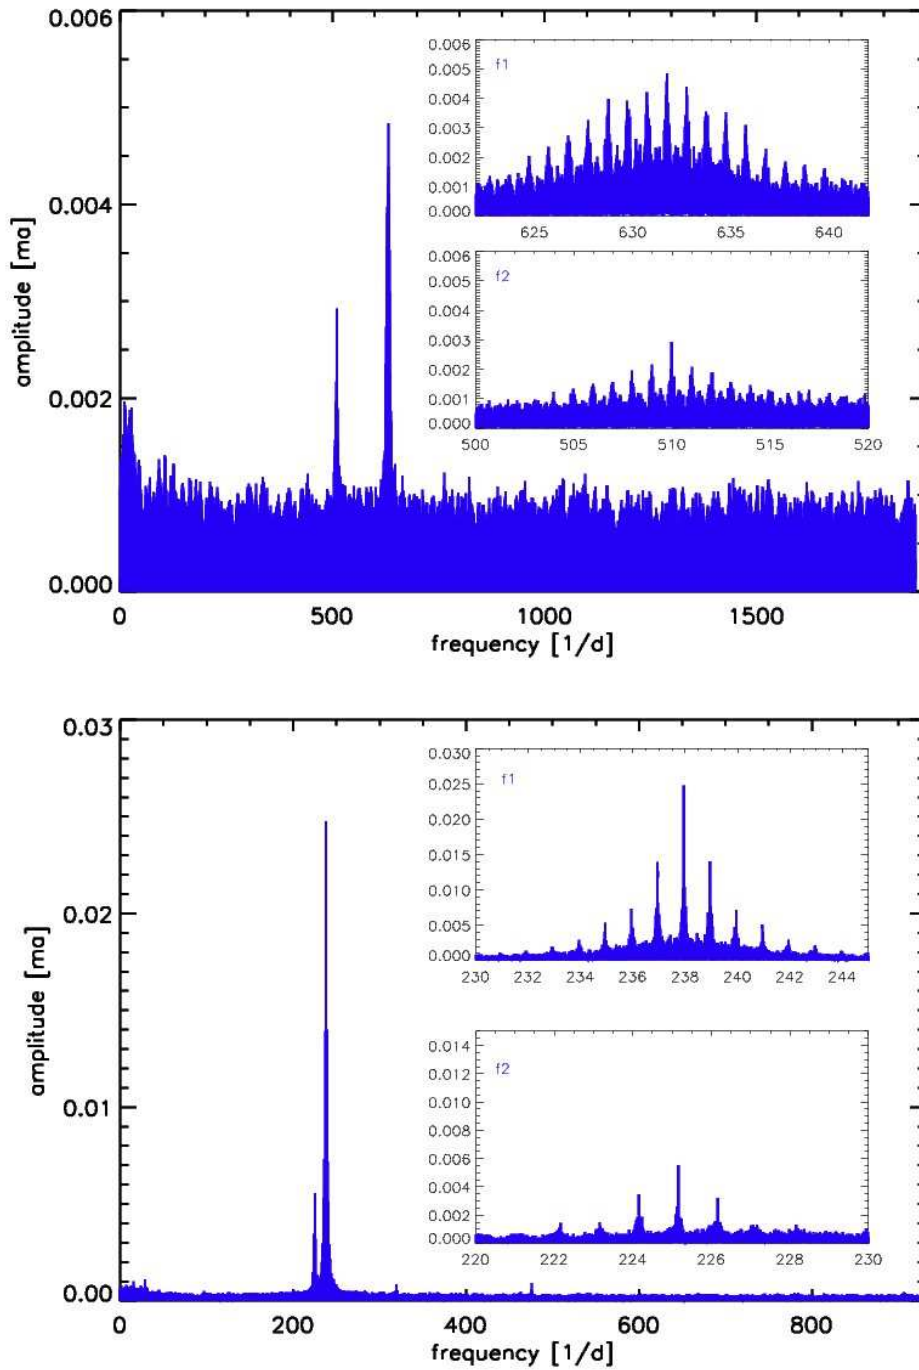 0.006
0.004
0.002
0.000
amplitude [ma]
0 500 1000 1500
frequency [1/d]
f1
0.006
0.005
0.004
0.003
0.002
0.001
0.000
625 630 635 640
f2
0.006
0.005
0.004
0.003
0.002
0.001
0.000
500 505 510 515 520
0.03
0.02
0.01
0.00
amplitude [ma]
0 200 400 600 800
frequency [1/d]
f1
0.030
0.025
0.020
0.015
0.010
0.005
0.000
230 232 234 236 238 240 242 244
f2
0.014
0.012
0.010
0.008
0.006
0.004
0.002
0.000
220 222 224 226 228 230